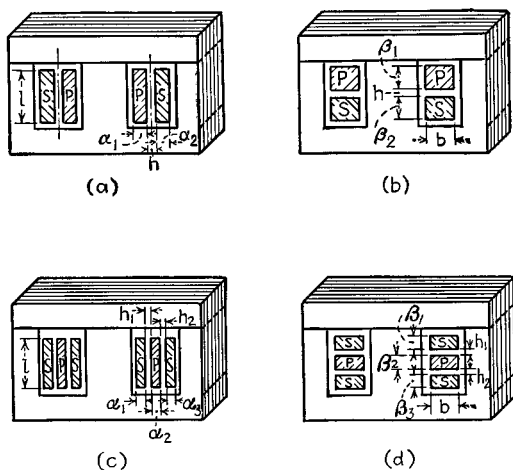 S P P S
l
α₁ α₂
h
(a)
P P
S S
β₁
h
β₂
b
(b)
h₁
h₂
S P S S P S
l
α₁ α₃
α₂
(c)
S S
P P
S S
β₁
β₂
β₃
h₁
h₂
b
(d)